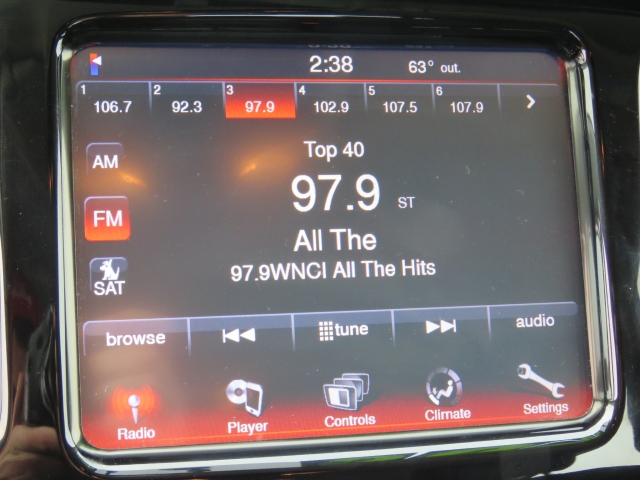 2:38 63° out.
1 2 3 4 5 6
106.7 92.3 97.9 102.9 107.5 107.9
AM
Top 40
97.9 ST
FM
All The
97.9WNCI All The Hits
SAT
browse tune audio
Radio Player Controls Climate Settings